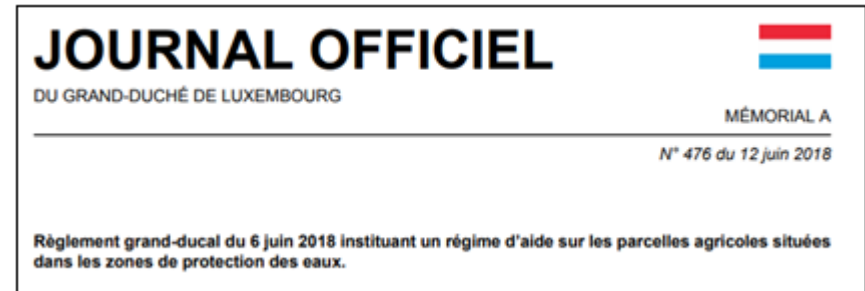 JOURNAL OFFICIEL
DU GRAND-DUCHÉ DE LUXEMBOURG
MÉMORIAL A
N° 476 du 12 juin 2018
Règlement grand-ducal du 6 juin 2018 instituant un régime d'aide sur les parcelles agricoles situées
dans les zones de protection des eaux.